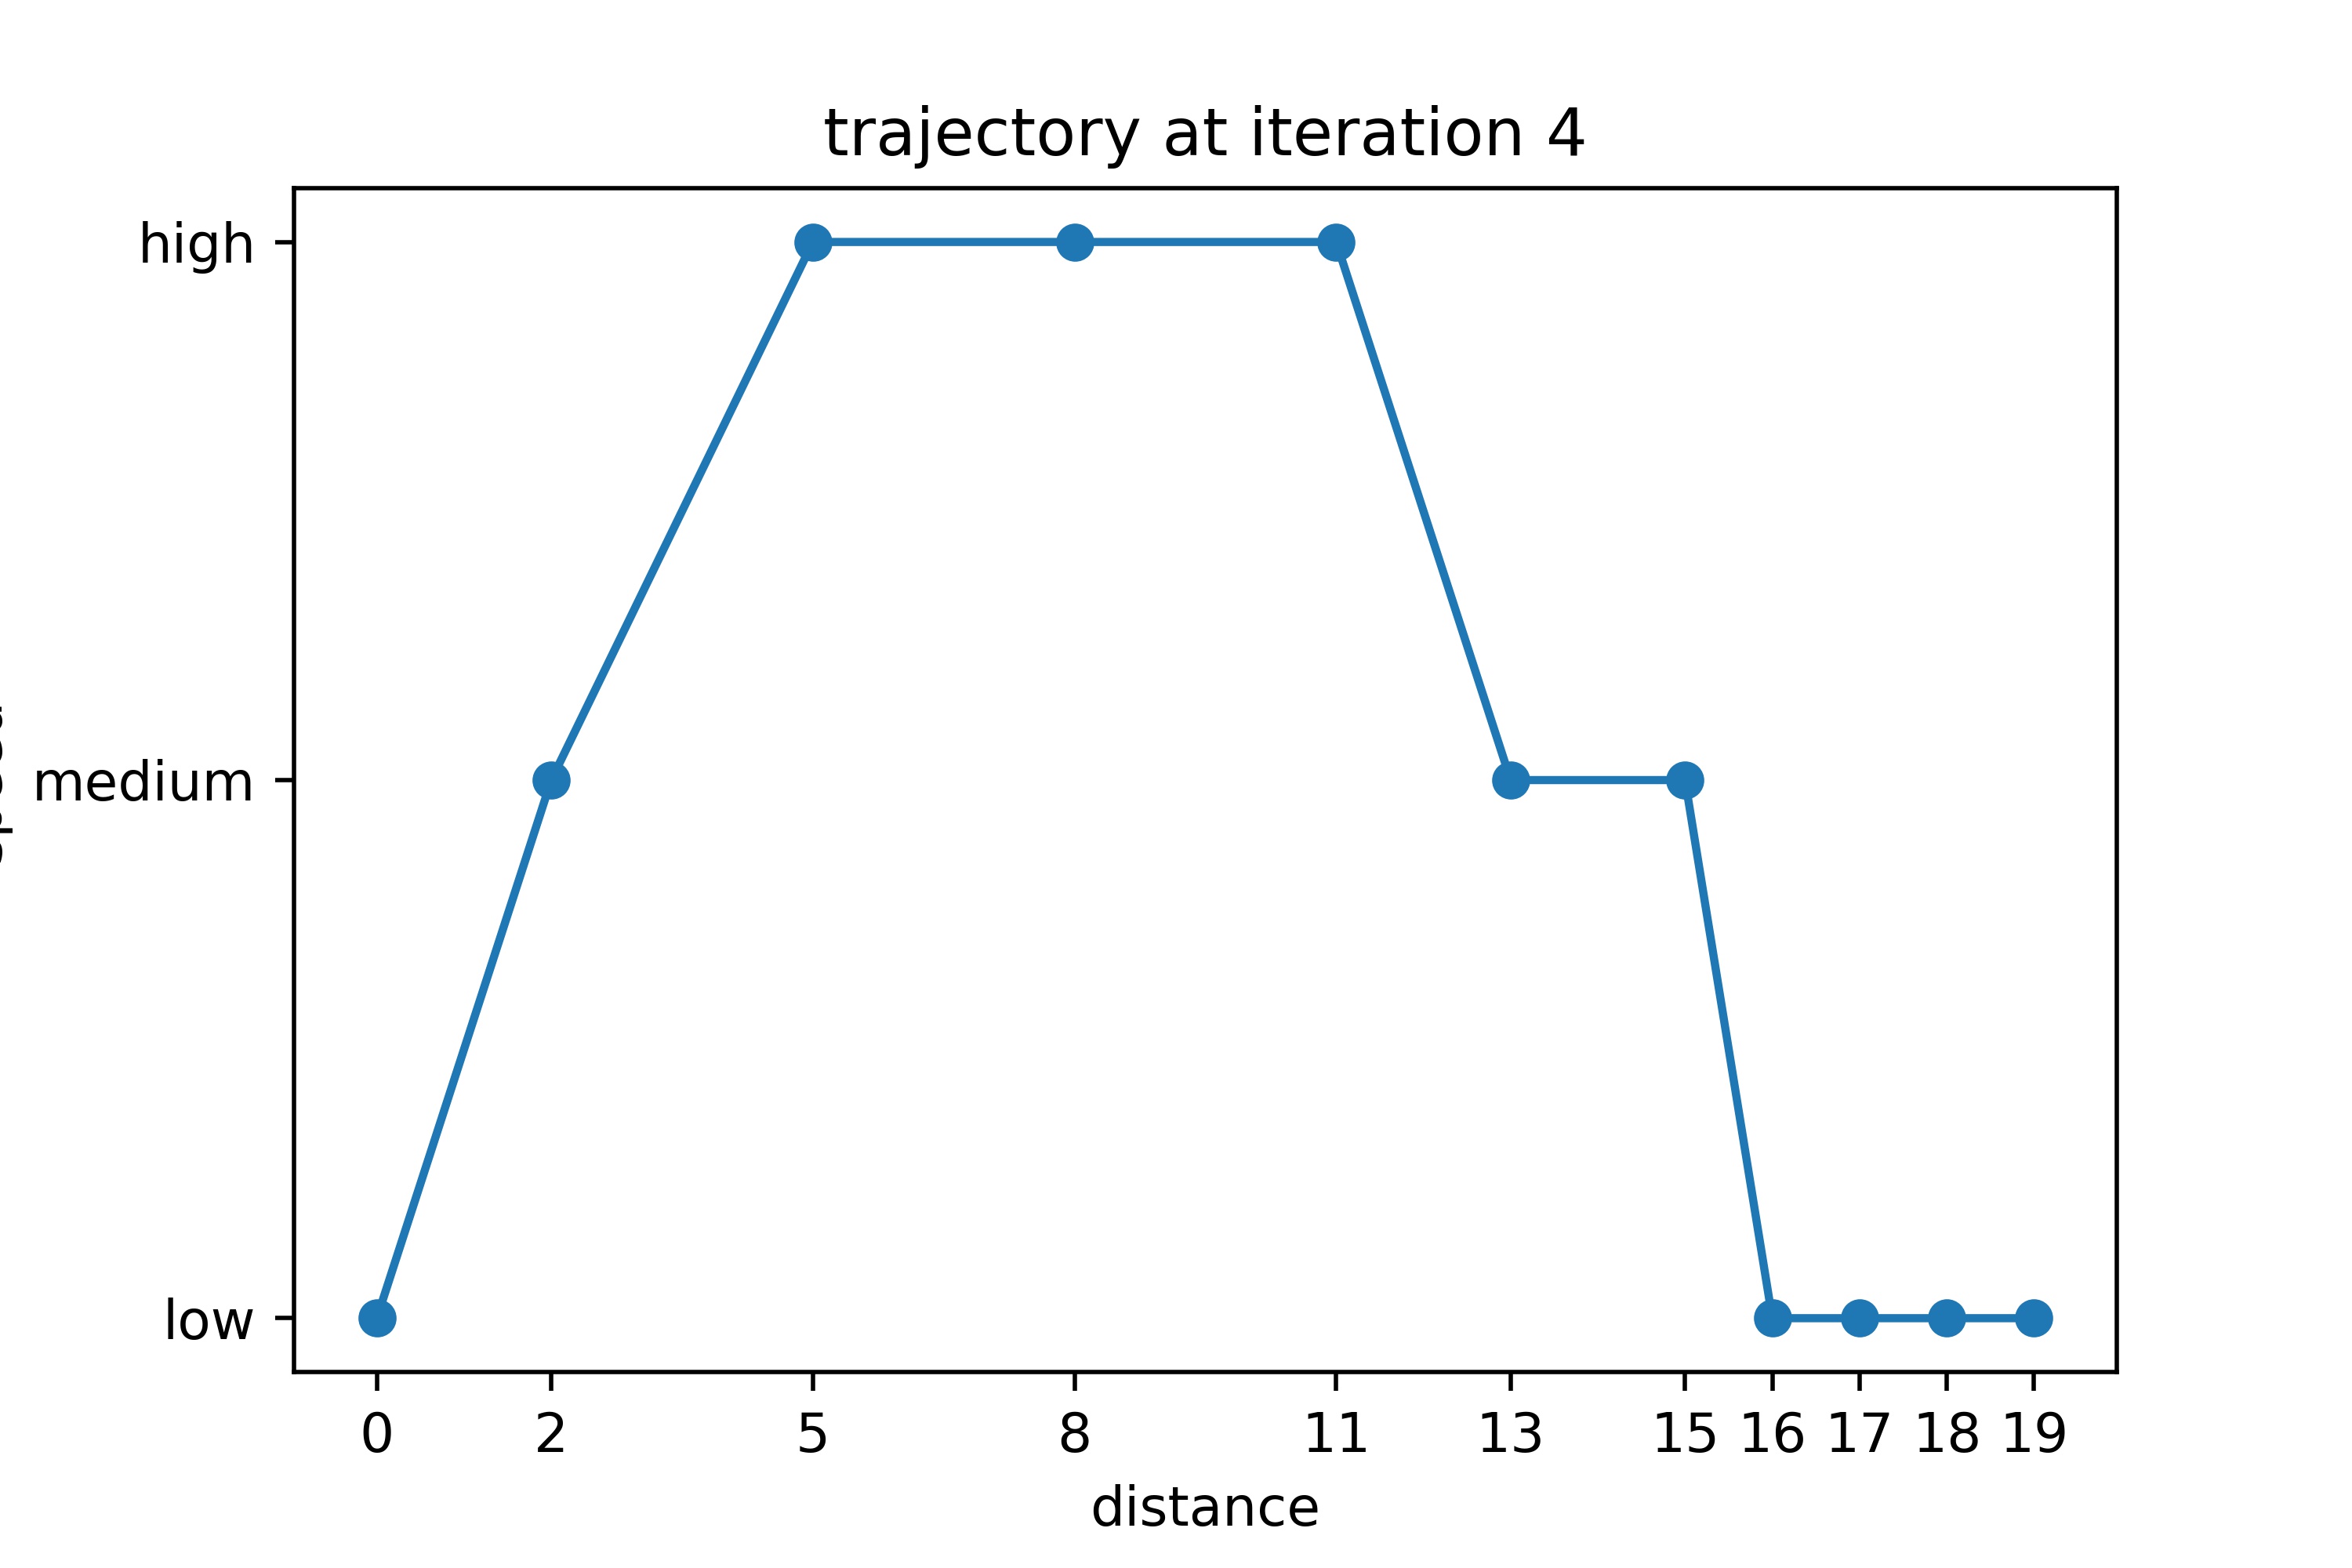 trajectory at iteration 4
high
medium
low
0 2 5 8 11 13 15 16 17 18 19
distance